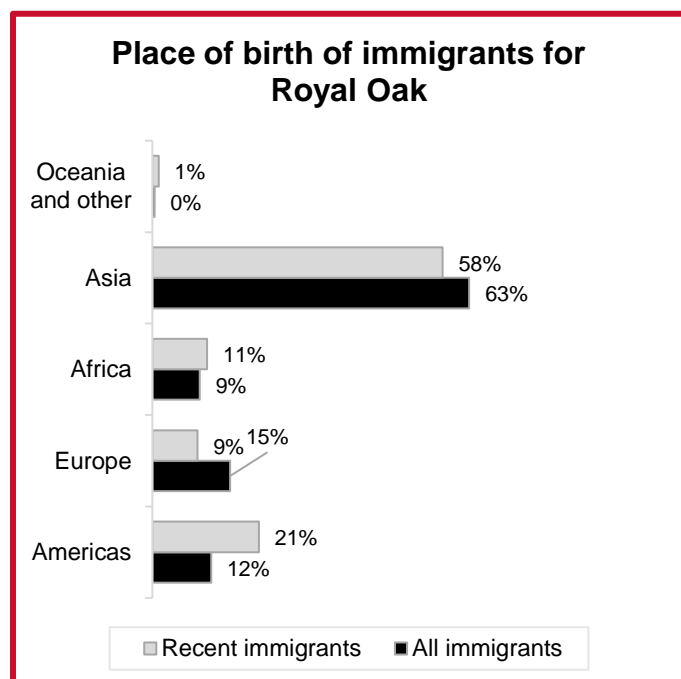 Place of birth of immigrants for
Royal Oak
Oceania
and other
1%
0%
Asia
58%
63%
Africa
11%
9%
Europe
9%
15%
Americas
21%
12%
Recent immigrants
All immigrants